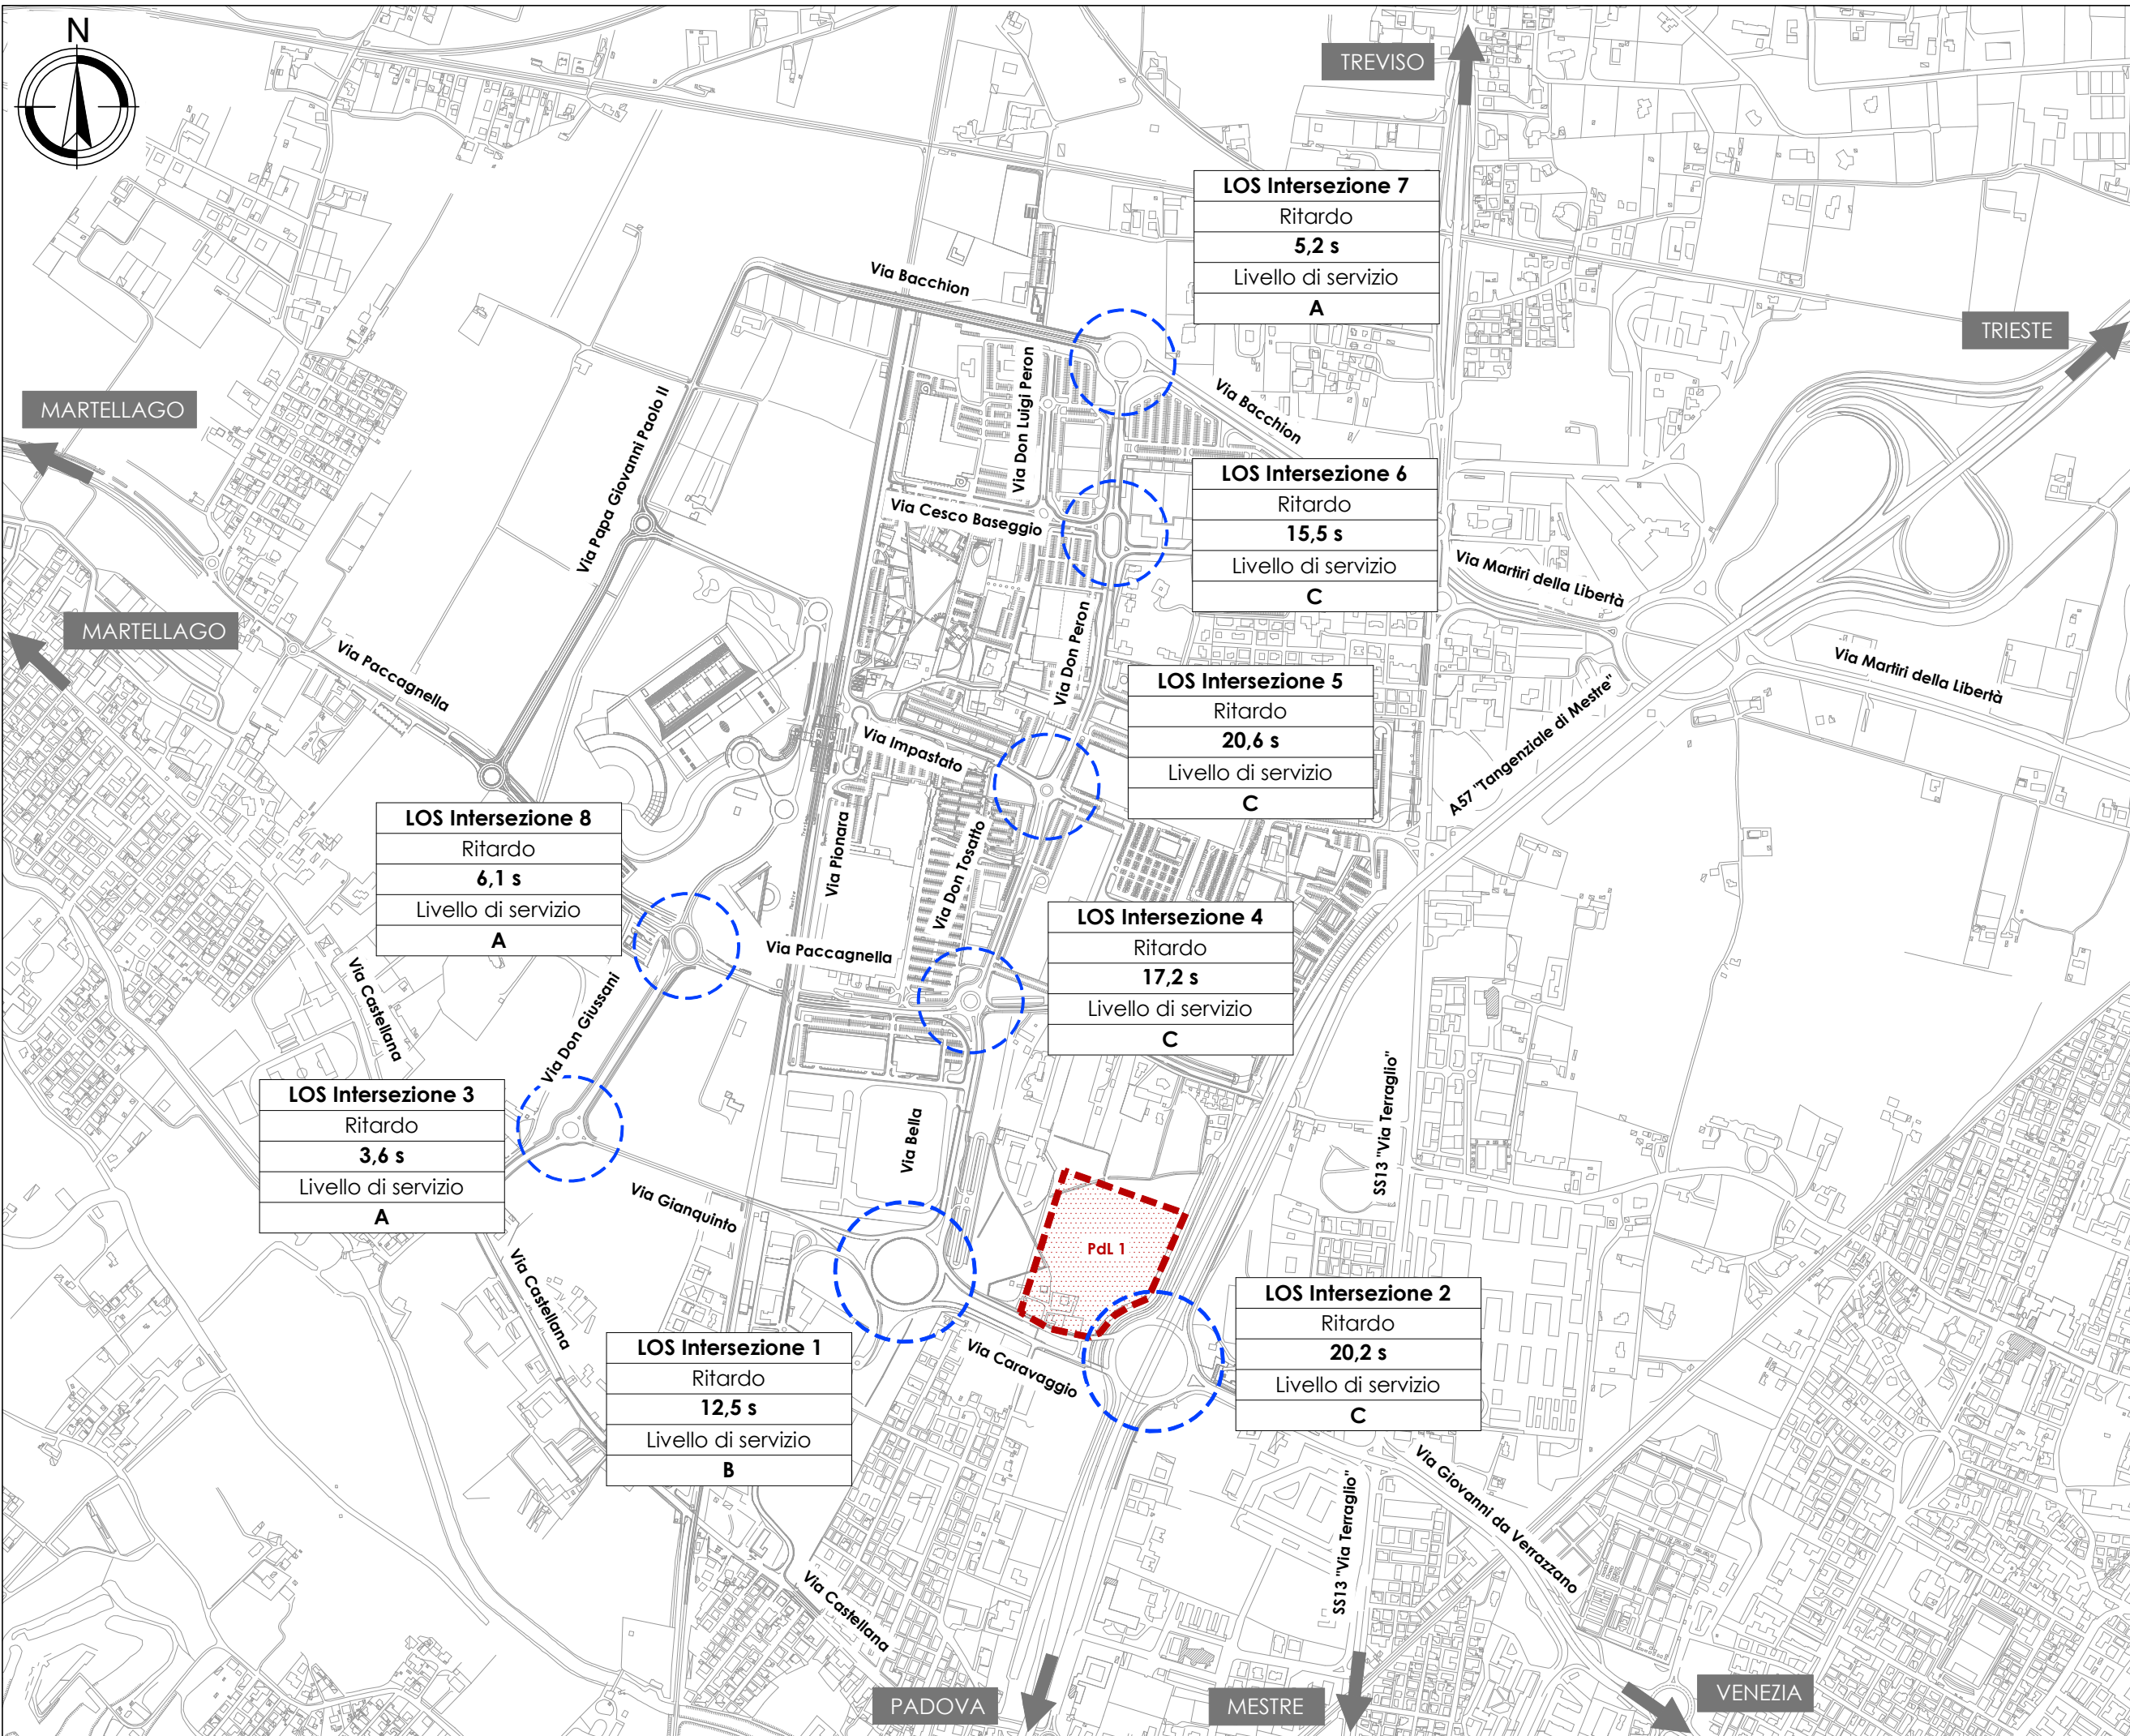 N
TREVISO
LOS Intersezione 7
Ritardo
5,2 s
Livello di servizio
A
Via Bacchion
TRIESTE
Via Don Luigi Peron
Via Bacchion
MARTELLAGO
Via Papa Giovanni Paolo II
LOS Intersezione 6
Ritardo
15,5 s
Livello di servizio
C
Via Cesco Baseggio
Via Martiri della Libertà
MARTELLAGO
Via Paccagnella
Via Don Peron
Via Martiri della Libertà
LOS Intersezione 5
Ritardo
20,6 s
Livello di servizio
C
A57 "Tangenziale di Mestre"
Via Impastato
LOS Intersezione 8
Ritardo
6,1 s
Livello di servizio
A
Via Pionara
Via Don Tosatto
Via Paccagnella
LOS Intersezione 4
Ritardo
17,2 s
Livello di servizio
C
Via Castellana
Via Don Giussani
LOS Intersezione 3
Ritardo
3,6 s
Livello di servizio
A
Via Bella
SS13 "Via Terraglio"
Via Gianquinto
PdL 1
Via Castellana
LOS Intersezione 2
Ritardo
20,2 s
Livello di servizio
C
LOS Intersezione 1
Ritardo
12,5 s
Livello di servizio
B
Via Caravaggio
Via Giovanni da Verrazzano
SS13 "Via Terraglio"
Via Castellana
PADOVA
MESTRE
VENEZIA